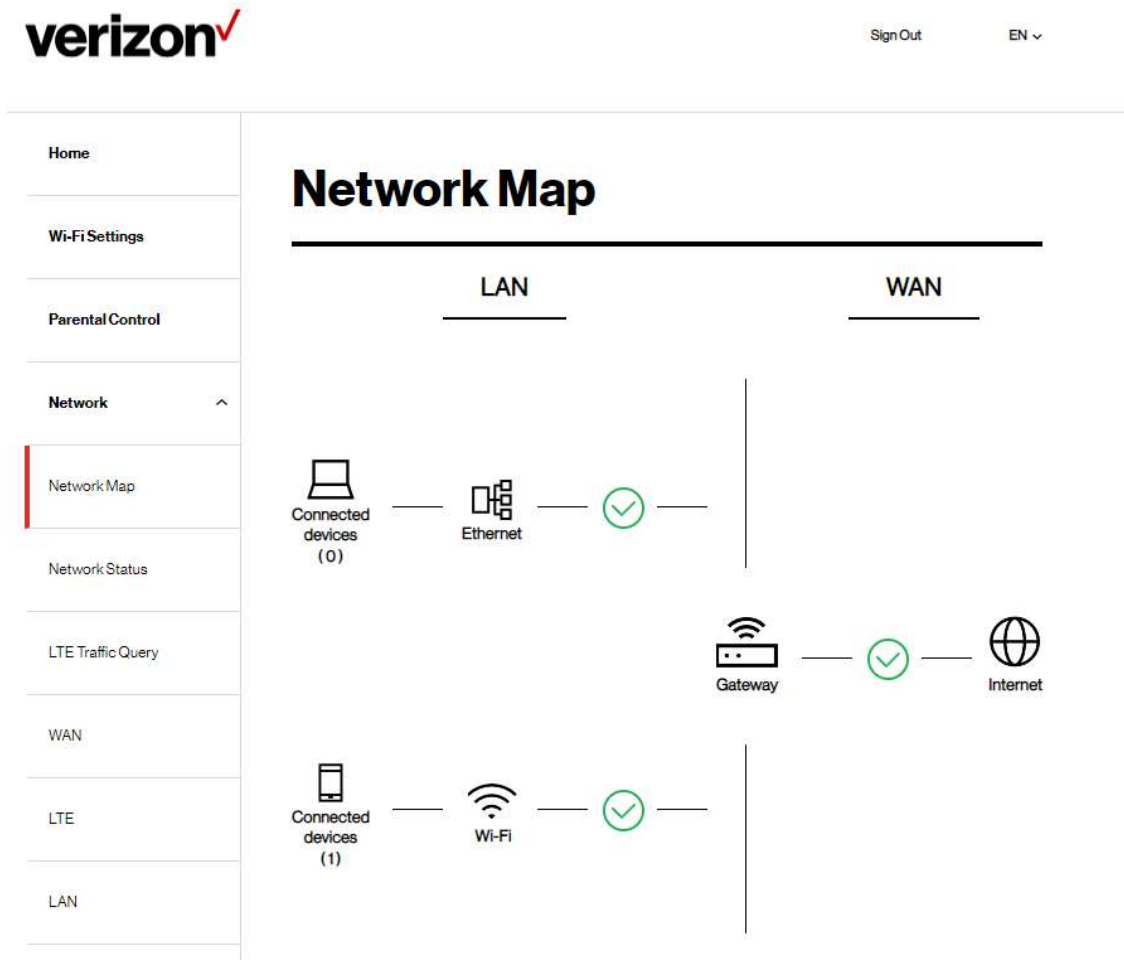 verizon
Sign Out
EN
Home
Wi-Fi Settings
Parental Control
Network
Network Map
Network Status
LTE Traffic Query
WAN
LTE
LAN
Network Map
LAN
WAN
Connected
devices
(0)
Ethernet
Gateway
Internet
Connected
devices
(1)
Wi-Fi